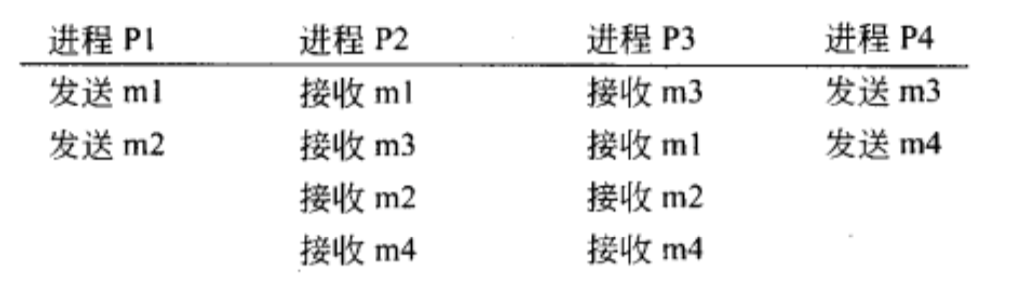 进程 P1 进程 P2 进程 P3 进程 P4
发送 m1 接收 m1 接收 m3 发送 m3
发送 m2 接收 m3 接收 m1 发送 m4
接收 m2 接收 m2
接收 m4 接收 m4